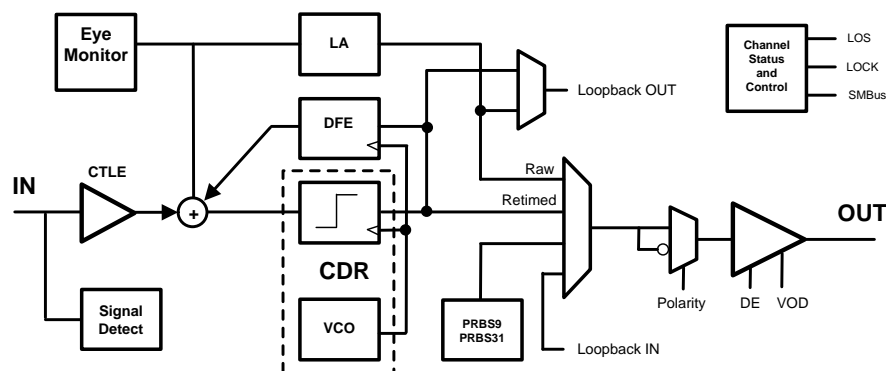 Eye
Monitor
LA
Channel
Status
and
Control
LOS
LOCK
SMBus
Loopback OUT
DFE
CTLE
IN
+
Raw
Retimed
OUT
CDR
Signal
Detect
VCO
PRBS9
PRBS31
Polarity
DE
VOD
Loopback IN